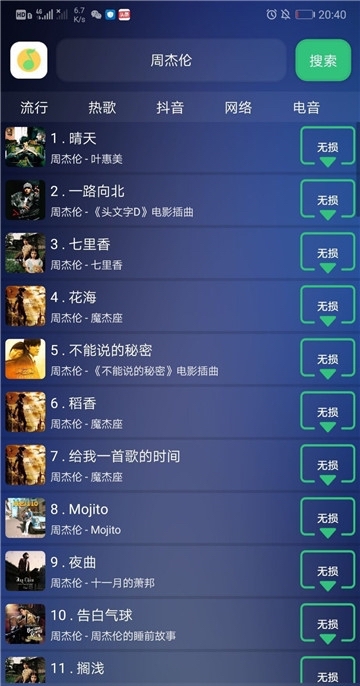 HD 4G 6.7 K/s 20:40
周杰伦
搜索
流行 热歌 抖音 网络 电音
1 . 晴天
周杰伦 - 叶惠美
无损
2 . 一路向北
周杰伦 - 《头文字D》电影插曲
无损
3 . 七里香
周杰伦 - 七里香
无损
4 . 花海
周杰伦 - 魔杰座
无损
5 . 不能说的秘密
周杰伦 - 《不能说的秘密》电影插曲
无损
6 . 稻香
周杰伦 - 魔杰座
无损
7 . 给我一首歌的时间
周杰伦 - 魔杰座
无损
8 . Mojito
周杰伦 - Mojito
无损
9 . 夜曲
周杰伦 - 十一月的萧邦
无损
10 . 告白气球
周杰伦 - 周杰伦的睡前故事
无损
11 . 搁浅
无损